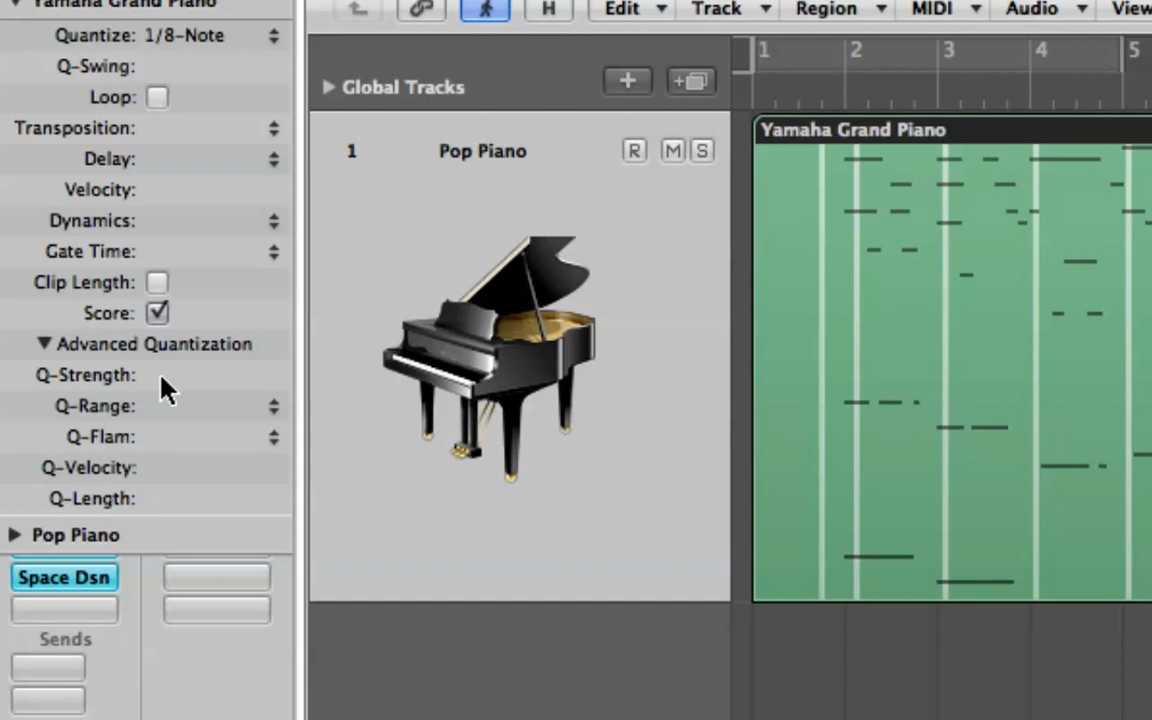 Yamaha Grand Piano
Quantize: 1/8-Note
Q-Swing:
Loop:
Transposition:
Delay:
Velocity:
Dynamics:
Gate Time:
Clip Length:
Score:
Advanced Quantization
Q-Strength:
Q-Range:
Q-Flam:
Q-Velocity:
Q-Length:
Pop Piano
Space Dsn
Sends
H Edit Track Region MIDI Audio View
1 2 3 4 5
Global Tracks
1 Pop Piano R M S
Yamaha Grand Piano